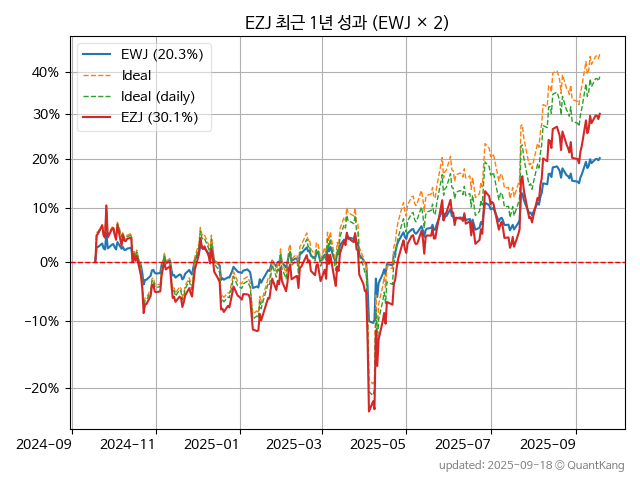 EZJ 최근 1년 성과 (EWJ × 2)
EWJ (20.3%)
Ideal
Ideal (daily)
EZJ (30.1%)
40%
30%
20%
10%
0%
−10%
−20%
2024-09
2024-11
2025-01
2025-03
2025-05
2025-07
2025-09
updated: 2025-09-18 © QuantKang